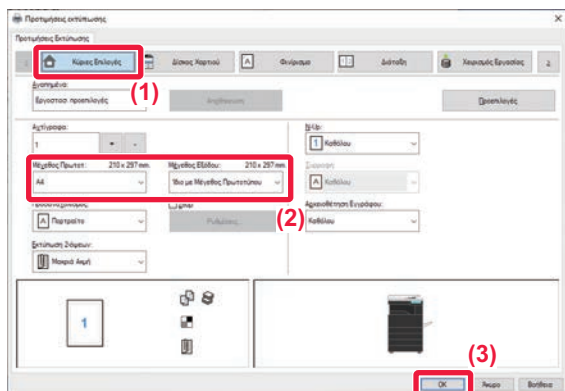 Προτιμήσεις εκτύπωσης
Προτιμήσεις Εκτύπωσης
Κύριες Επιλογές
Δίσκος Χαρτιού
Φινίρισμα
Διάταξη
Χειρισμός Εργασίας
(1)
Αγαπημένα:
Εργοστασ προεπιλογές
Αποθήκευση
Προεπιλογές
Αντίγραφα:
1
N-Up:
1 Καθόλου
Μέγεθος Πρωτοτ: 210 x 297 mm.
Μέγεθος Εξόδου: 210 x 297 mm.
A4
Ίδιο με Μέγεθος Πρωτοτύπου
Καθόλου
(2)
Προσανατολισμός:
Πορτραίτο
Ρυθμίσεις...
Αρχειοθέτηση Εγγράφου:
Καθόλου
Εκτύπωση 2 όψεων:
Μακριά Ακμή
1
(3)
OK
Άκυρο
Βοήθεια